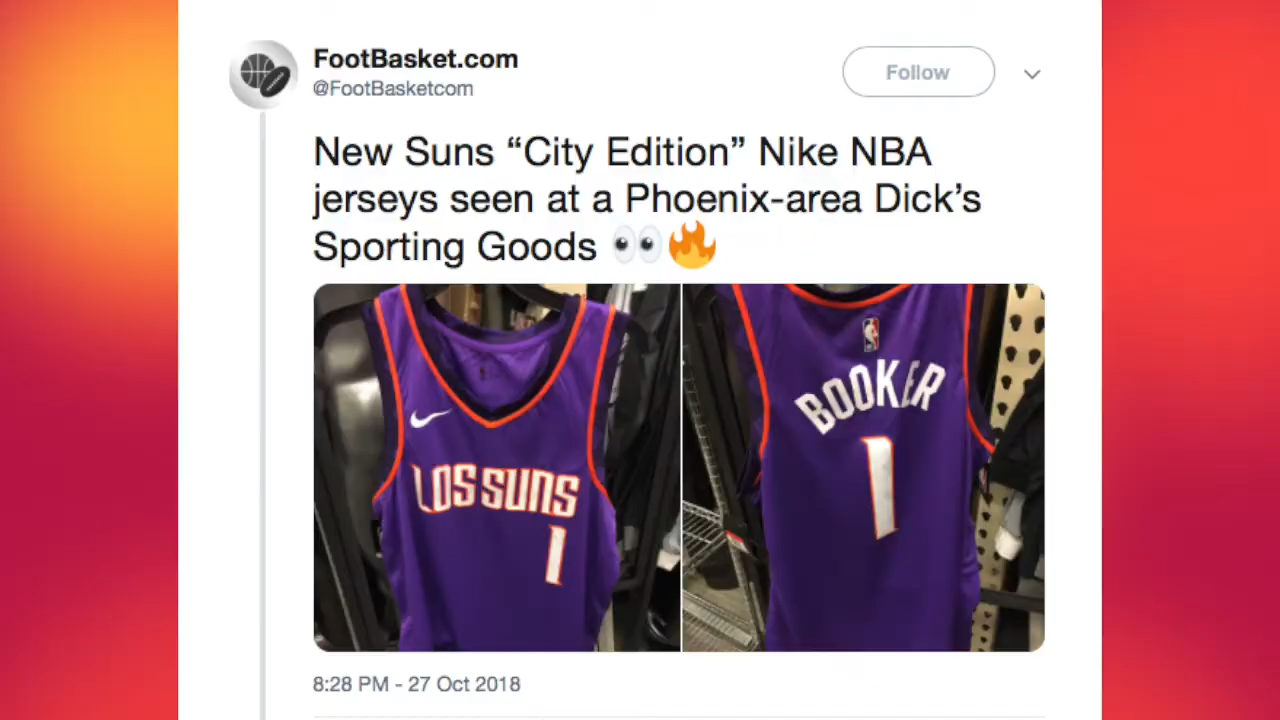 FootBasket.com
@FootBasketcom
Follow
New Suns “City Edition” Nike NBA
jerseys seen at a Phoenix-area Dick’s
Sporting Goods 👀🔥
LOS SUNS
1
BOOKER
1
8:28 PM - 27 Oct 2018